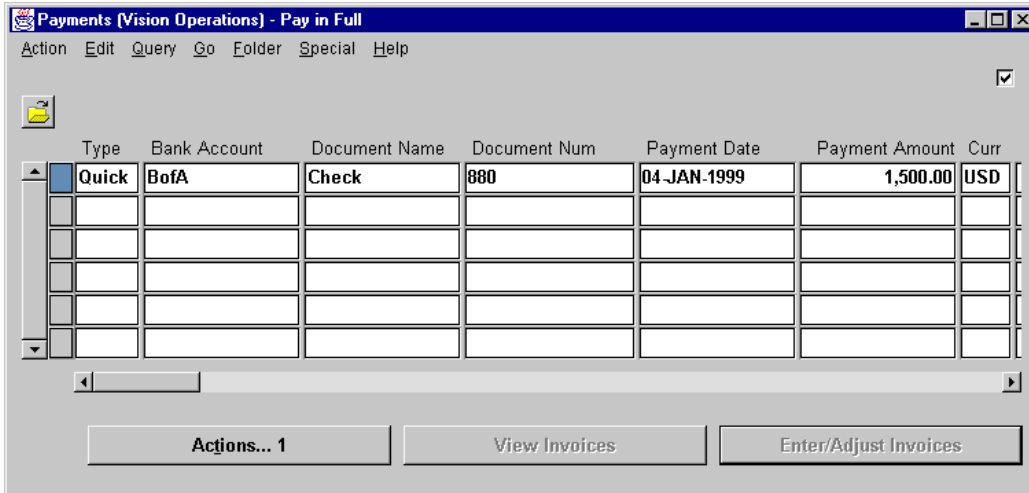 Payments (Vision Operations) - Pay in Full
Action Edit Query Go Folder Special Help
Type Bank Account Document Name Document Num Payment Date Payment Amount Curr
Quick BofA Check 880 04-JAN-1999 1,500.00 USD
Actions... 1 View Invoices Enter/Adjust Invoices